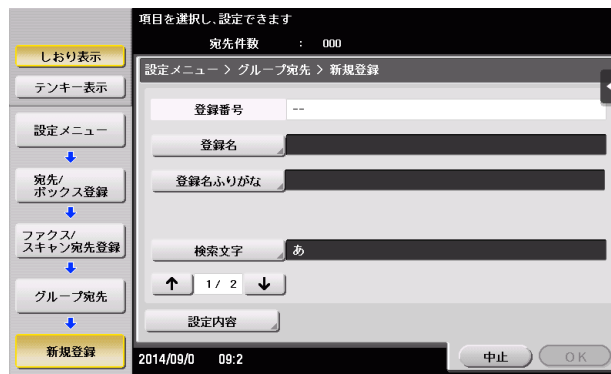 項目を選択し、設定できます
宛先件数 : 000
しおり表示
テンキー表示
設定メニュー
宛先/
ボックス登録
ファクス/
スキャン宛先登録
グループ宛先
新規登録
設定メニュー > グループ宛先 > 新規登録
登録番号 --
登録名
登録名ふりがな
検索文字 あ
↑ 1/ 2 ↓
設定内容
2014/09/0 09:2
中止 OK